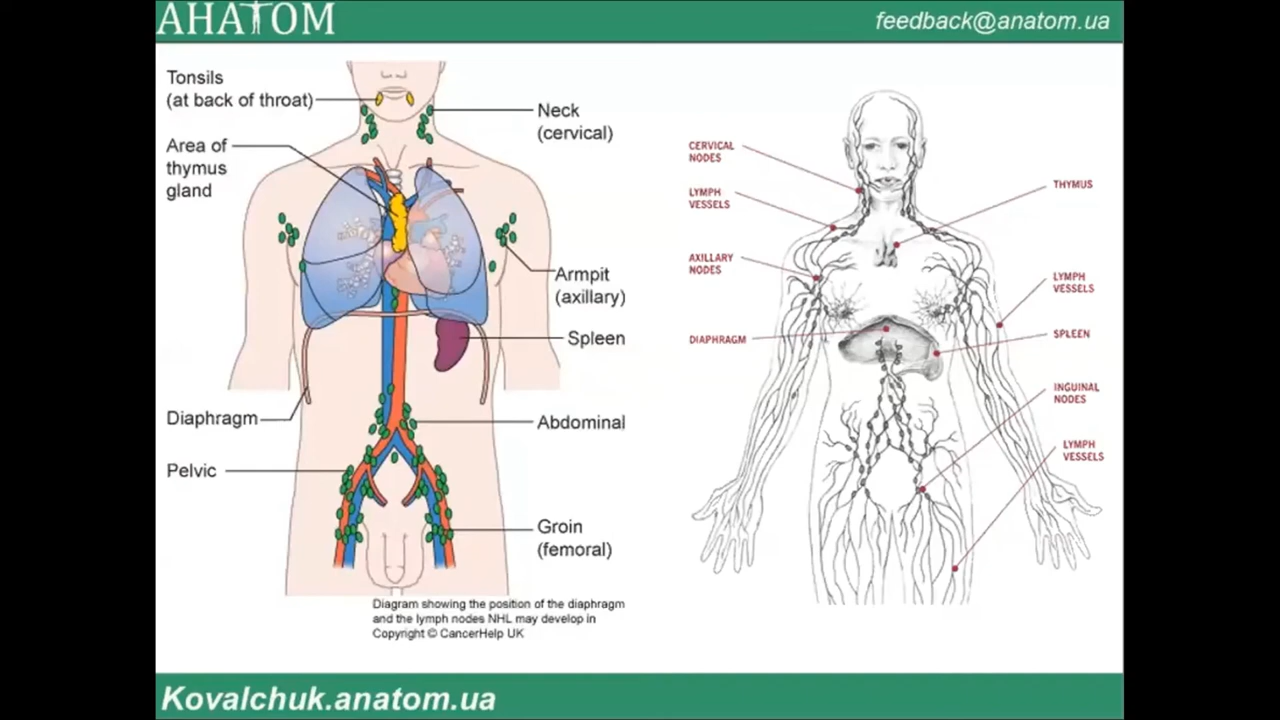 АНАТОМ
feedback@anatom.ua
Tonsils
(at back of throat)
Area of
thymus
gland
Diaphragm
Pelvic
Neck
(cervical)
Armpit
(axillary)
Spleen
Abdominal
Groin
(femoral)
Diagram showing the position of the diaphragm
and the lymph nodes NHL may develop in
Copyright © CancerHelp UK
CERVICAL
NODES
LYMPH
VESSELS
AXILLARY
NODES
DIAPHRAGM
THYMUS
LYMPH
VESSELS
SPLEEN
INGUINAL
NODES
LYMPH
VESSELS
Kovalchuk.anatom.ua